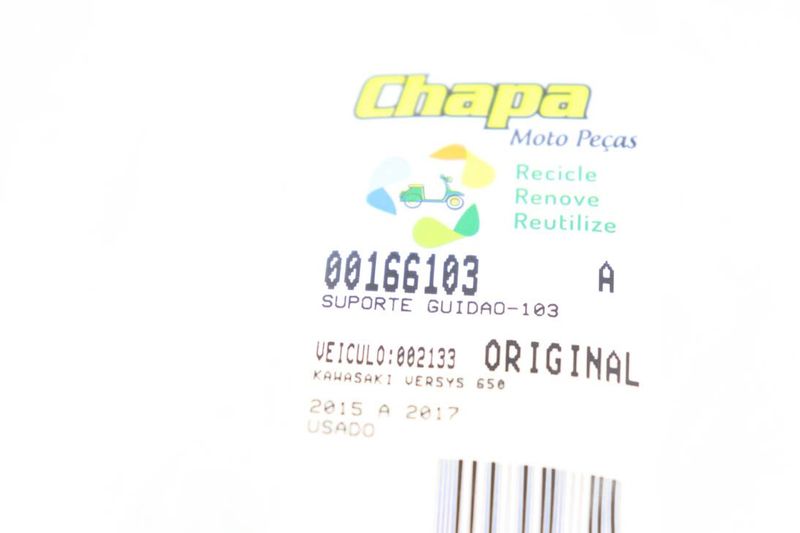 Chapa
Moto Peças
Recicle
Renove
Reutilize
00166103 A
SUPORTE GUIDAO-103
VEICULO:002133 ORIGINAL
KAWASAKI VERSYS 650
2015 A 2017
USADO